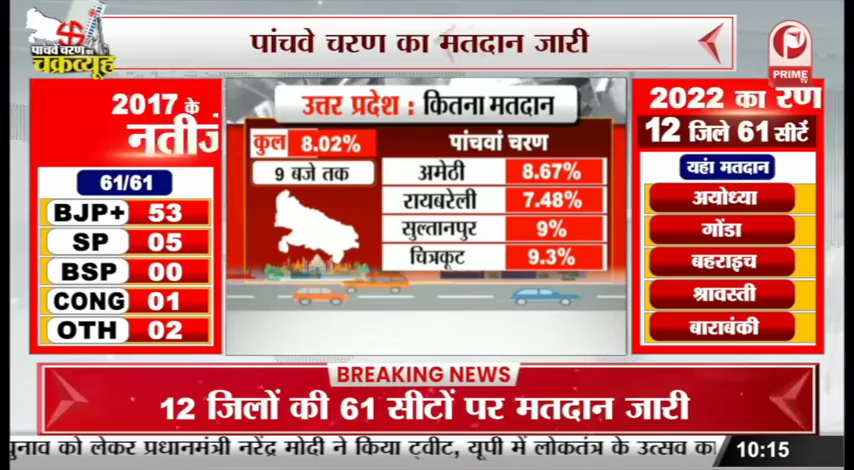 पांचवे चरण का
चक्रव्यूह
पांचवे चरण का मतदान जारी
PRIME
TV
2017 के
नतीजे
61/61
BJP+ 53
SP 05
BSP 00
CONG 01
OTH 02
उत्तर प्रदेश : कितना मतदान
कुल 8.02%
9 बजे तक
पांचवां चरण
अमेठी 8.67%
रायबरेली 7.48%
सुल्तानपुर 9%
चित्रकूट 9.3%
2022 का रण
12 जिले 61 सीटें
यहां मतदान
अयोध्या
गोंडा
बहराइच
श्रावस्ती
बाराबंकी
BREAKING NEWS
12 जिलों की 61 सीटों पर मतदान जारी
चुनाव को लेकर प्रधानमंत्री नरेंद्र मोदी ने किया ट्वीट, यूपी में लोकतंत्र के उत्सव का
10:15